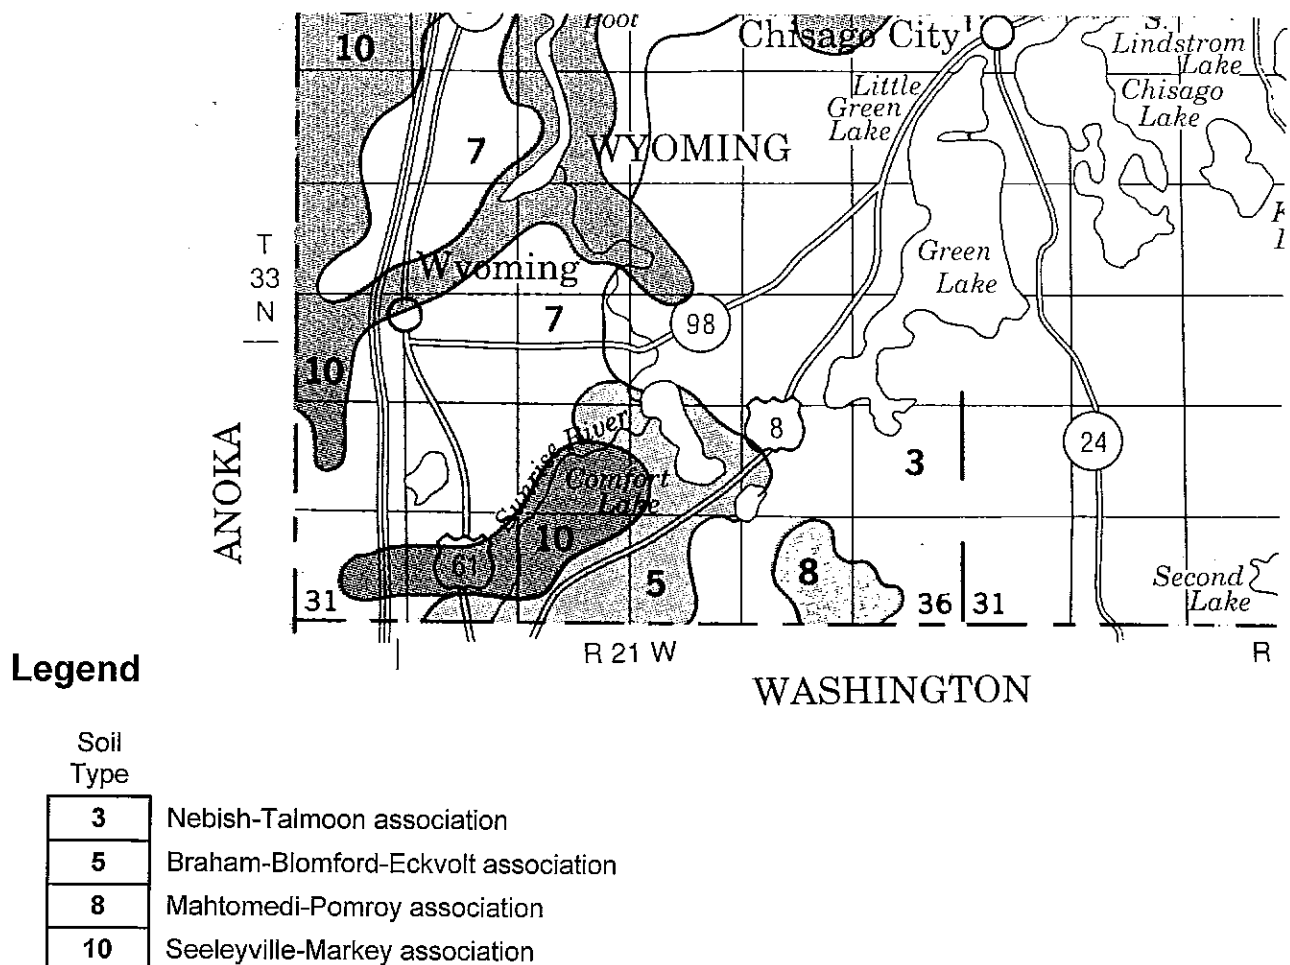 Foot
10
Chisago City
S.
Lindstrom
Lake
Little
Green
Lake
Chisago
Lake
7
WYOMING
T
33
N
Wyoming
Green
Lake
7
98
10
8
24
ANOKA
3
Sunrise River
Comfort
Lake
10
61
5
8
Second
Lake
31
36
31
R 21 W
R
WASHINGTON
Legend
Soil
Type
3 Nebish-Talmoon association
5 Braham-Blomford-Eckvolt association
8 Mahtomedi-Pomroy association
10 Seeleyville-Markey association